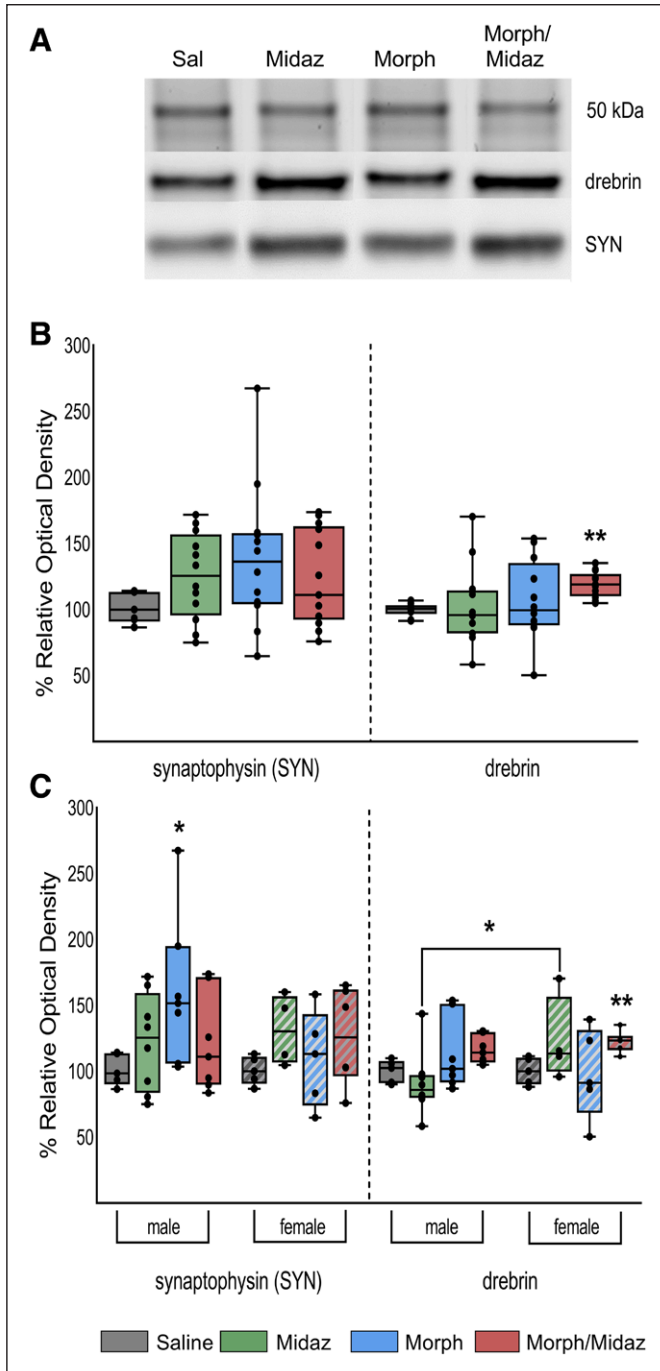 A
Sal Midaz Morph Morph/
Midaz
50 kDa
drebrin
SYN
B
% Relative Optical Density
300
250
200
150
100
50
**
synaptophysin (SYN) drebrin
C
% Relative Optical Density
300
250
200
150
100
50
*
*
**
male female male female
synaptophysin (SYN) drebrin
Saline Midaz Morph Morph/Midaz